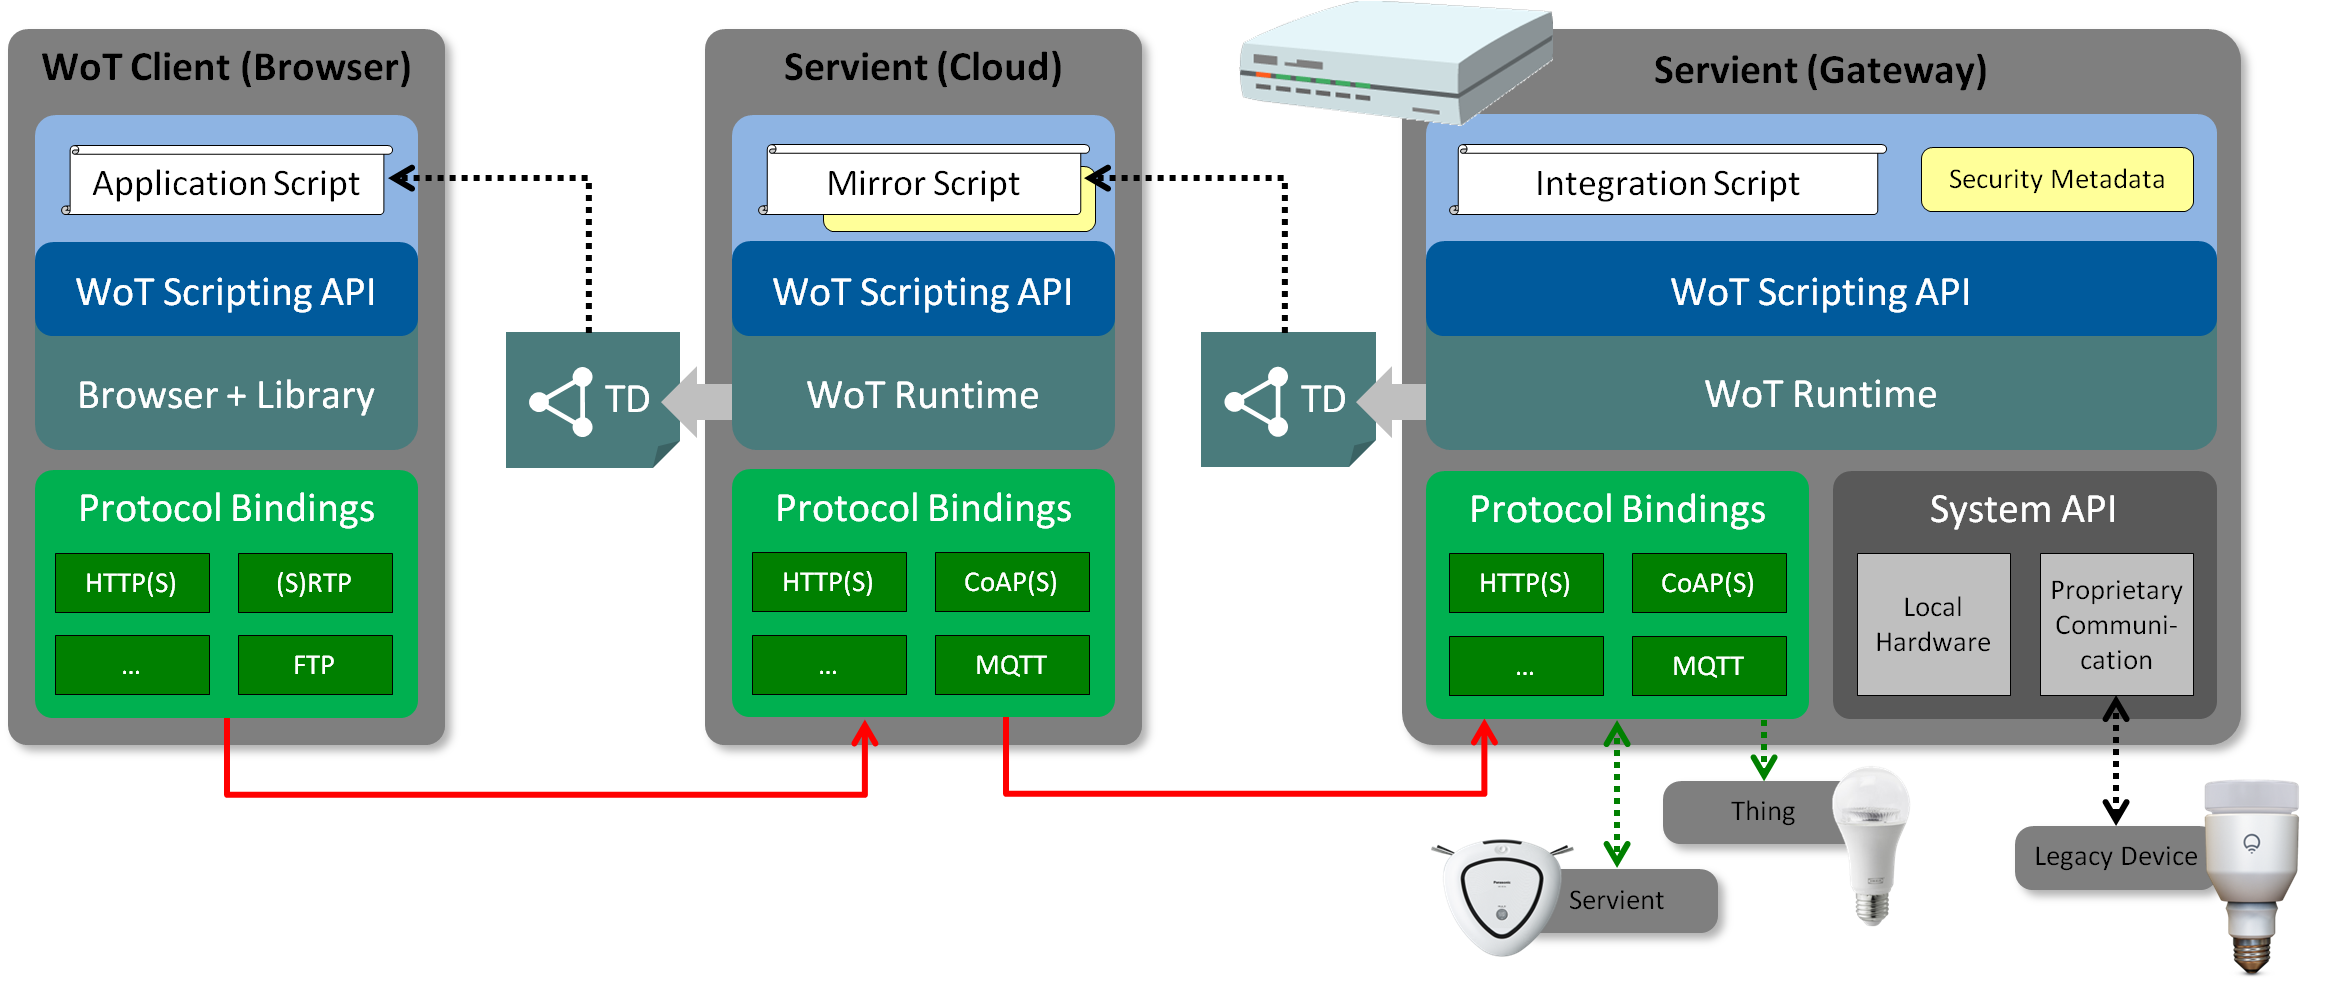 WoT Client (Browser)
Application Script
WoT Scripting API
Browser + Library
Protocol Bindings
HTTP(S)
(S)RTP
...
FTP
TD
Servient (Cloud)
Mirror Script
WoT Scripting API
WoT Runtime
Protocol Bindings
HTTP(S)
CoAP(S)
...
MQTT
TD
Servient (Gateway)
Integration Script
Security Metadata
WoT Scripting API
WoT Runtime
Protocol Bindings
HTTP(S)
CoAP(S)
...
MQTT
System API
Local
Hardware
Proprietary
Communi-
cation
Thing
Servient
Legacy Device